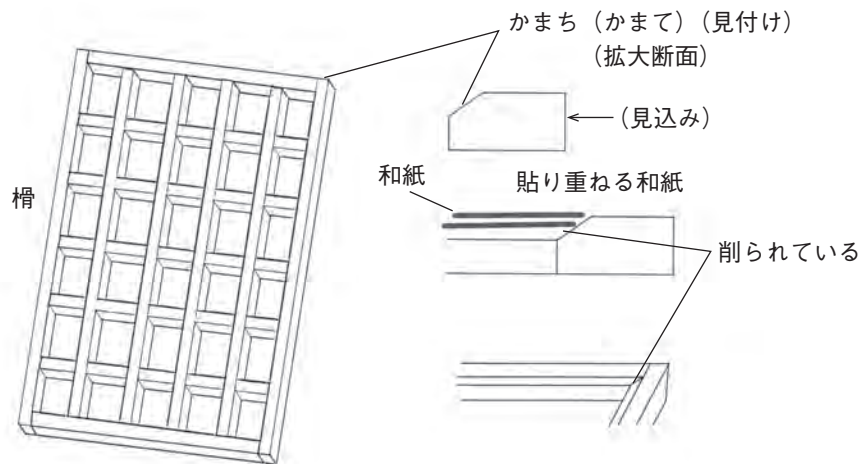 かまち（かまて）（見付け）
（拡大断面）
（見込み）
和紙
貼り重ねる和紙
榾
削られている